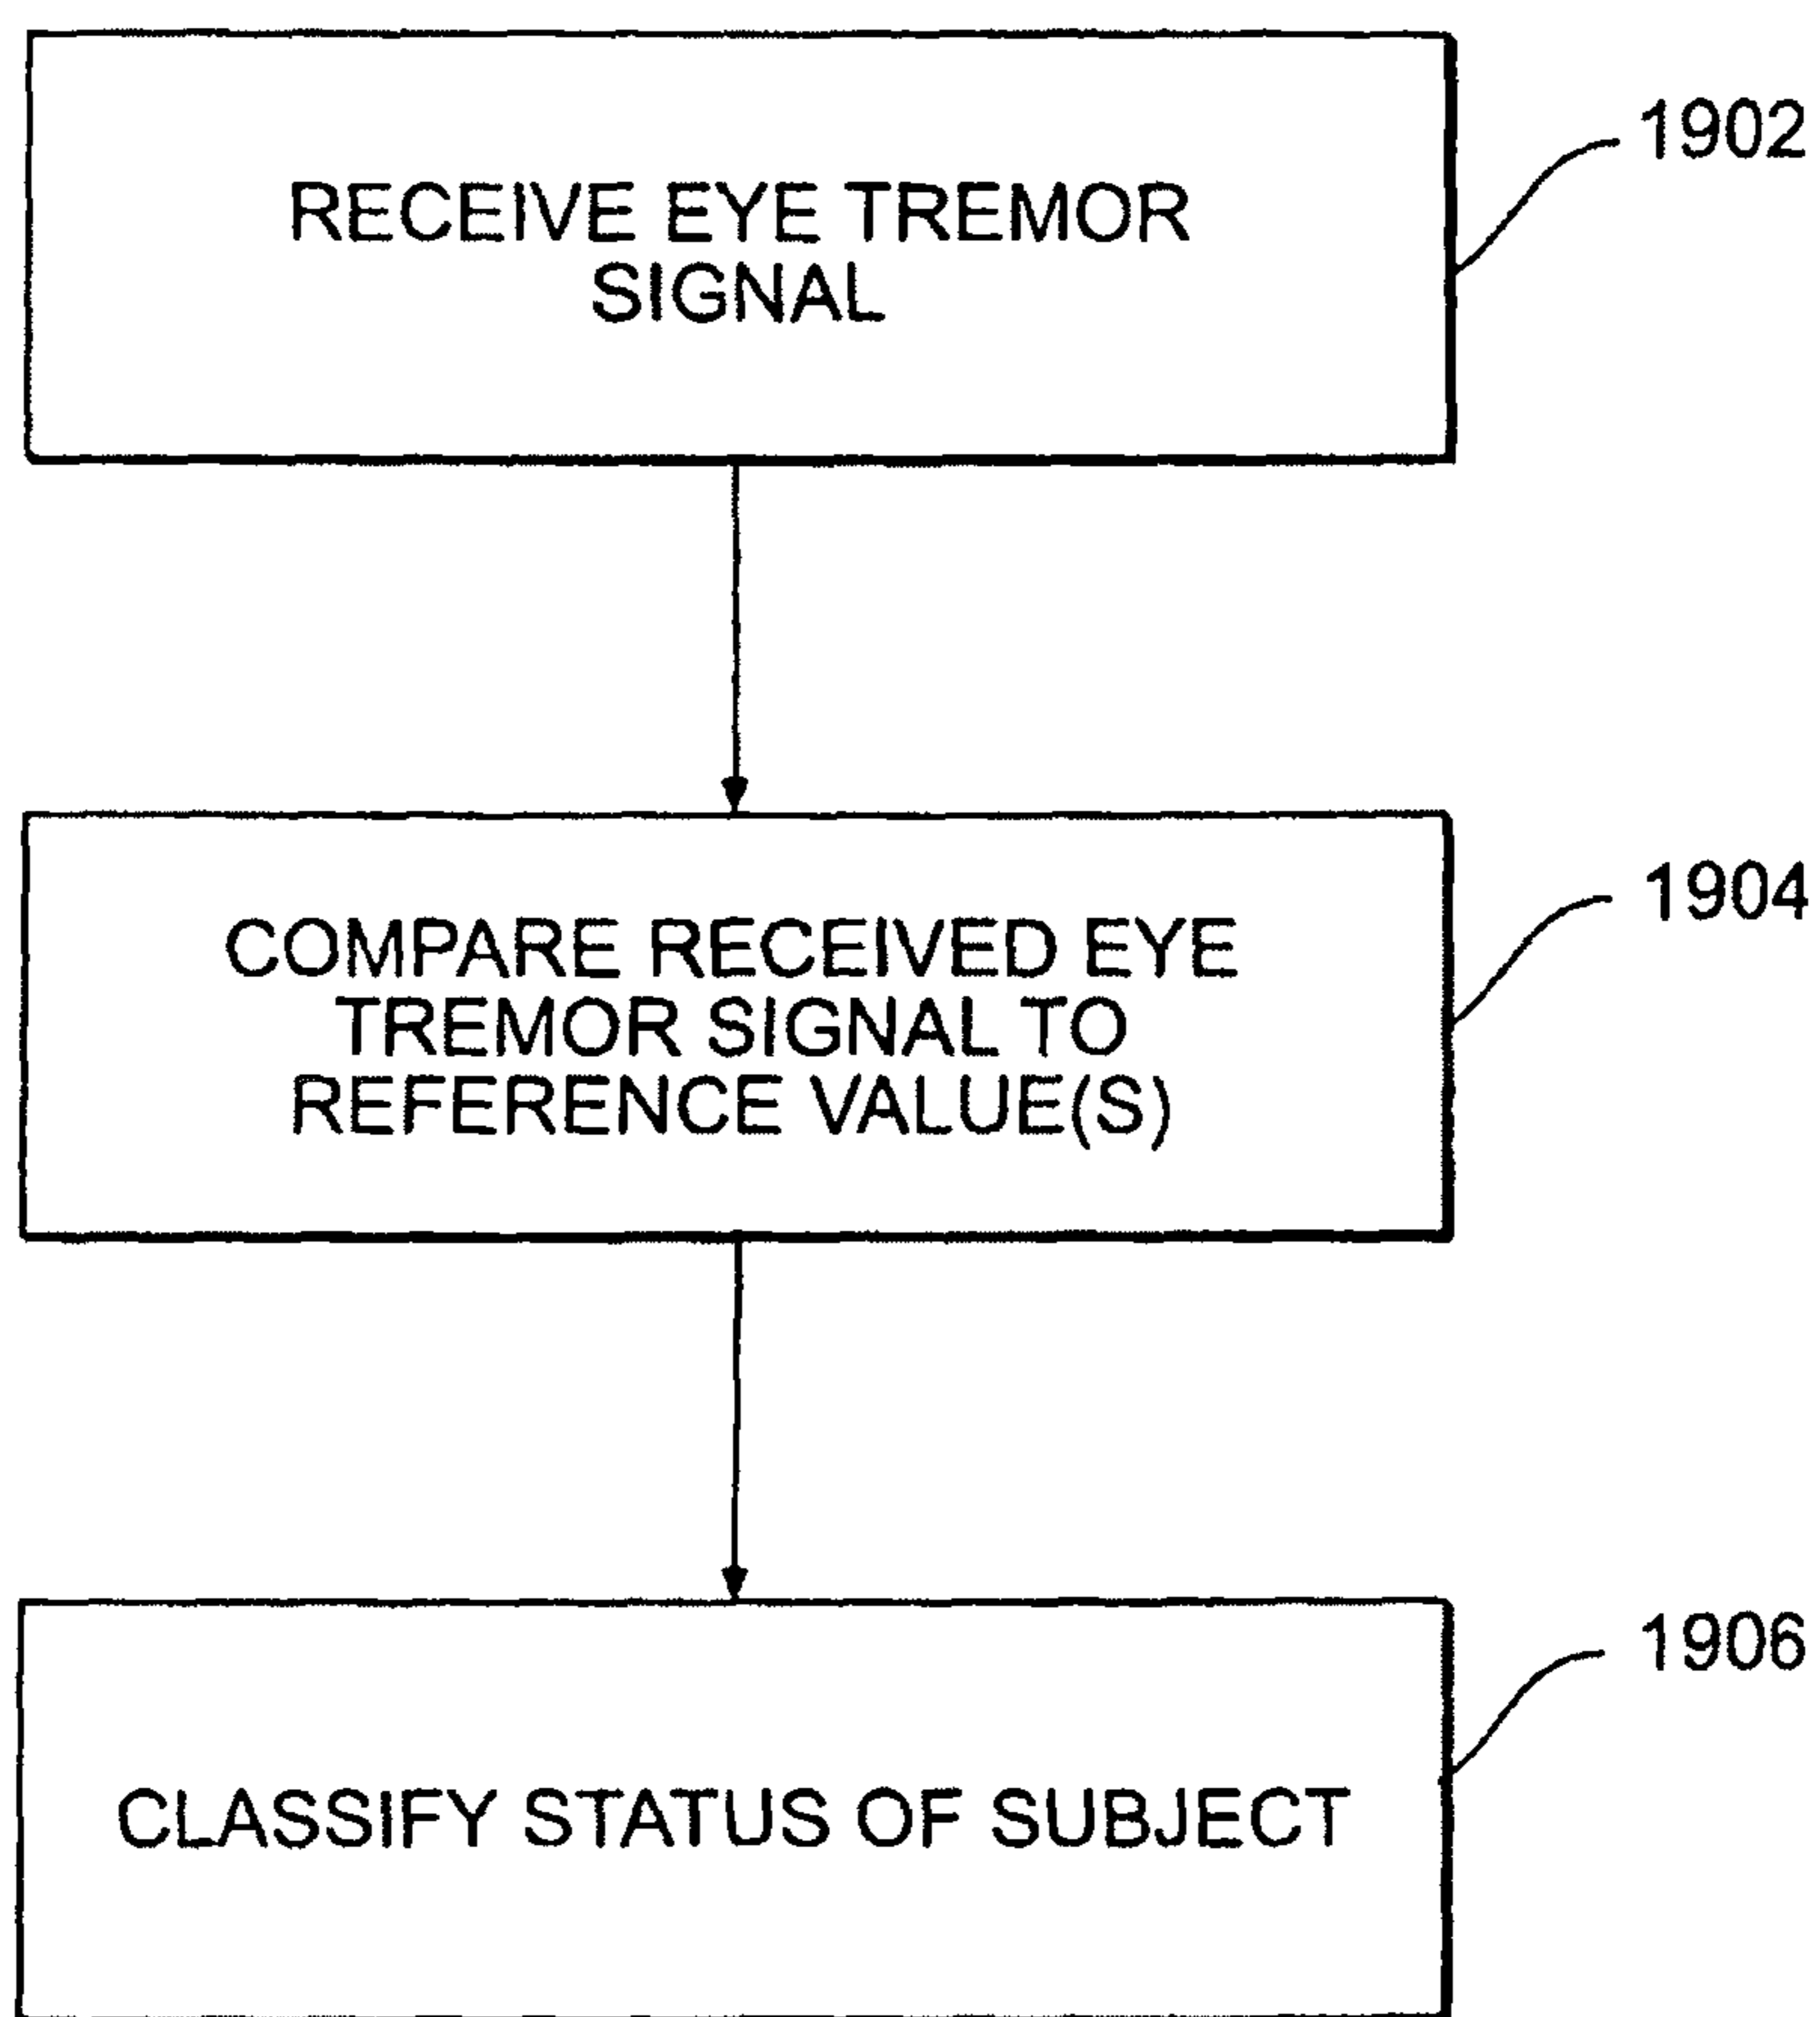 1902
RECEIVE EYE TREMOR
SIGNAL
1904
COMPARE RECEIVED EYE
TREMOR SIGNAL TO
REFERENCE VALUE(S)
1906
CLASSIFY STATUS OF SUBJECT